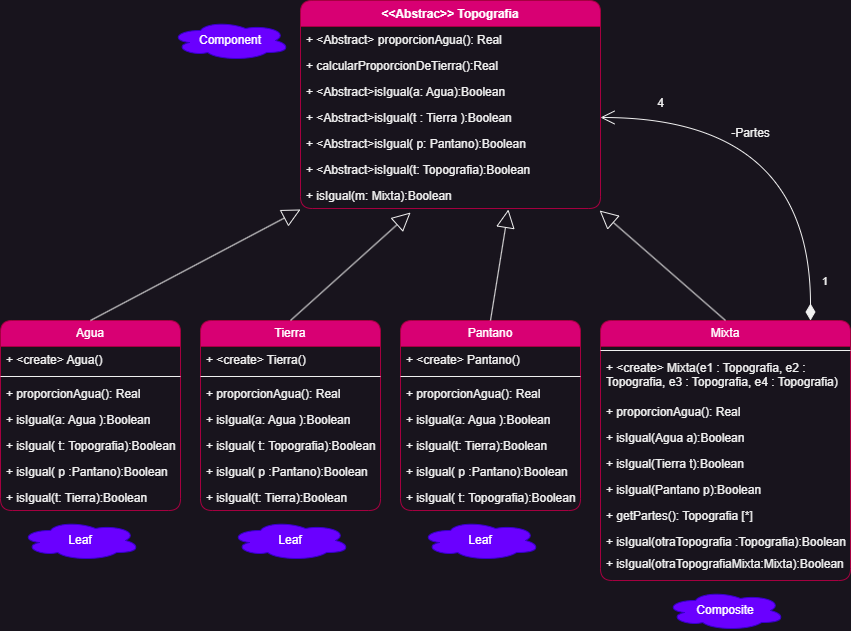 <<Abstrac>> Topografia
Component
+ <Abstract> proporcionAgua(): Real
+ calcularProporcionDeTierra():Real
+ <Abstract>isIgual(a: Agua):Boolean
+ <Abstract>isIgual(t : Tierra ):Boolean
+ <Abstract>isIgual( p: Pantano):Boolean
+ <Abstract>isIgual(t: Topografia):Boolean
+ isIgual(m: Mixta):Boolean
4
-Partes
1
Agua
+ <create> Agua()
+ proporcionAgua(): Real
+ isIgual(a: Agua ):Boolean
+ isIgual( t: Topografia):Boolean
+ isIgual( p :Pantano):Boolean
+ isIgual(t: Tierra):Boolean
Leaf
Tierra
+ <create> Tierra()
+ proporcionAgua(): Real
+ isIgual(a: Agua ):Boolean
+ isIgual( t: Topografia):Boolean
+ isIgual( p :Pantano):Boolean
+ isIgual(t: Tierra):Boolean
Leaf
Pantano
+ <create> Pantano()
+ proporcionAgua(): Real
+ isIgual(a: Agua ):Boolean
+ isIgual(t: Tierra):Boolean
+ isIgual( p :Pantano):Boolean
+ isIgual( t: Topografia):Boolean
Leaf
Mixta
+ <create> Mixta(e1 : Topografia, e2 :
Topografia, e3 : Topografia, e4 : Topografia)
+ proporcionAgua(): Real
+ isIgual(Agua a):Boolean
+ isIgual(Tierra t):Boolean
+ isIgual(Pantano p):Boolean
+ getPartes(): Topografia [*]
+ isIgual(otraTopografia :Topografia):Boolean
+ isIgual(otraTopografiaMixta:Mixta):Boolean
Composite